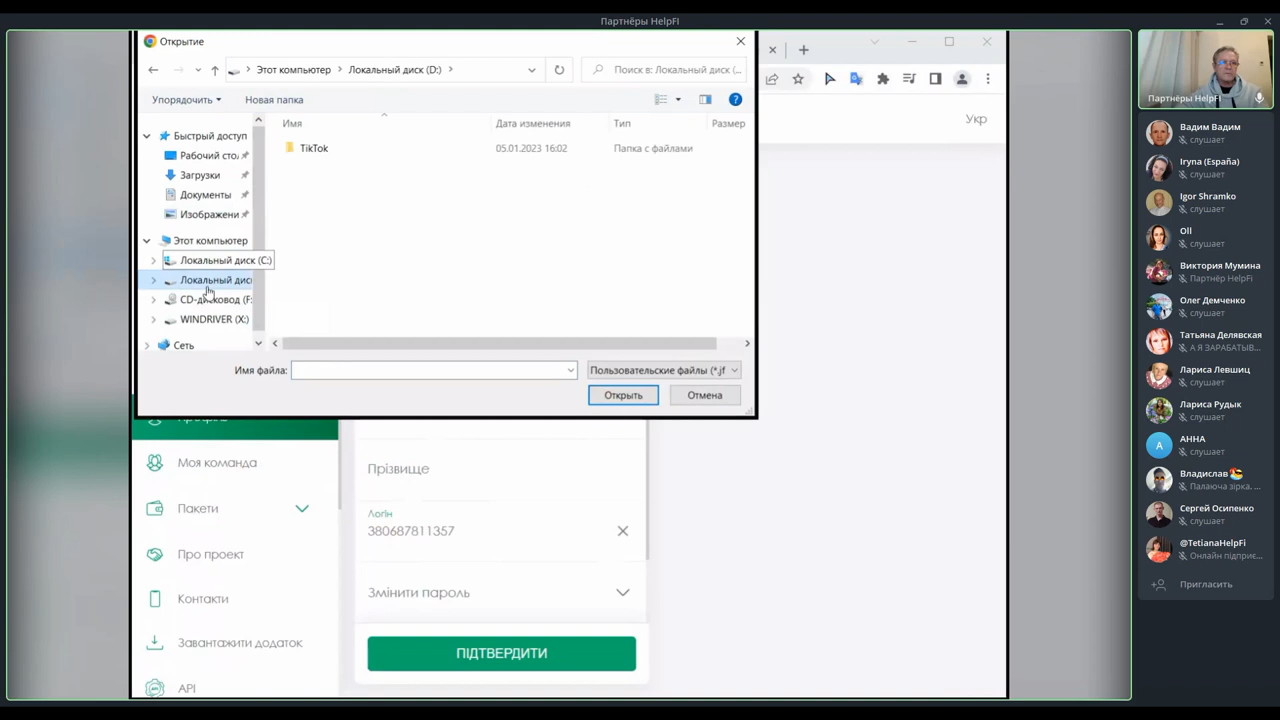 Партнёры HelpFI
Открытие
Этот компьютер
Локальный диск (D:)
Поиск в: Локальный диск (...
Упорядочить
Новая папка
Имя
Дата изменения
Тип
Размер
TikTok
05.01.2023 16:02
Папка с файлами
Быстрый доступ
Рабочий сто.
Загрузки
Документы
Изображени
Этот компьютер
Локальный диск (C:)
Локальный дис
CD-дисковод (F:
WINDRIVER (X:)
Сеть
Имя файла:
Пользовательские файлы (*.jf
Открыть
Отмена
Укр
Моя команда
Пакети
Про проект
Контакти
Завантажити додаток
API
Прізвище
Логін
380687811357
Змінити пароль
ПІДТВЕРДИТИ
Партнёры HelpFI
Вадим Вадим
слушает
Iryna (España)
слушает
Igor Shramko
слушает
Oll
слушает
Виктория Мумина
Партнёр HelpFI
Олег Демченко
слушает
Татьяна Делявская
А Я ЗАРАБАТЫВ...
Лариса Левшиц
слушает
Лариса Рудык
слушает
А
АННА
слушает
Владислав
Палаюча зірка. ...
Сергей Осипенко
слушает
@TetianaHelpFi
Онлайн підприє...
Пригласить